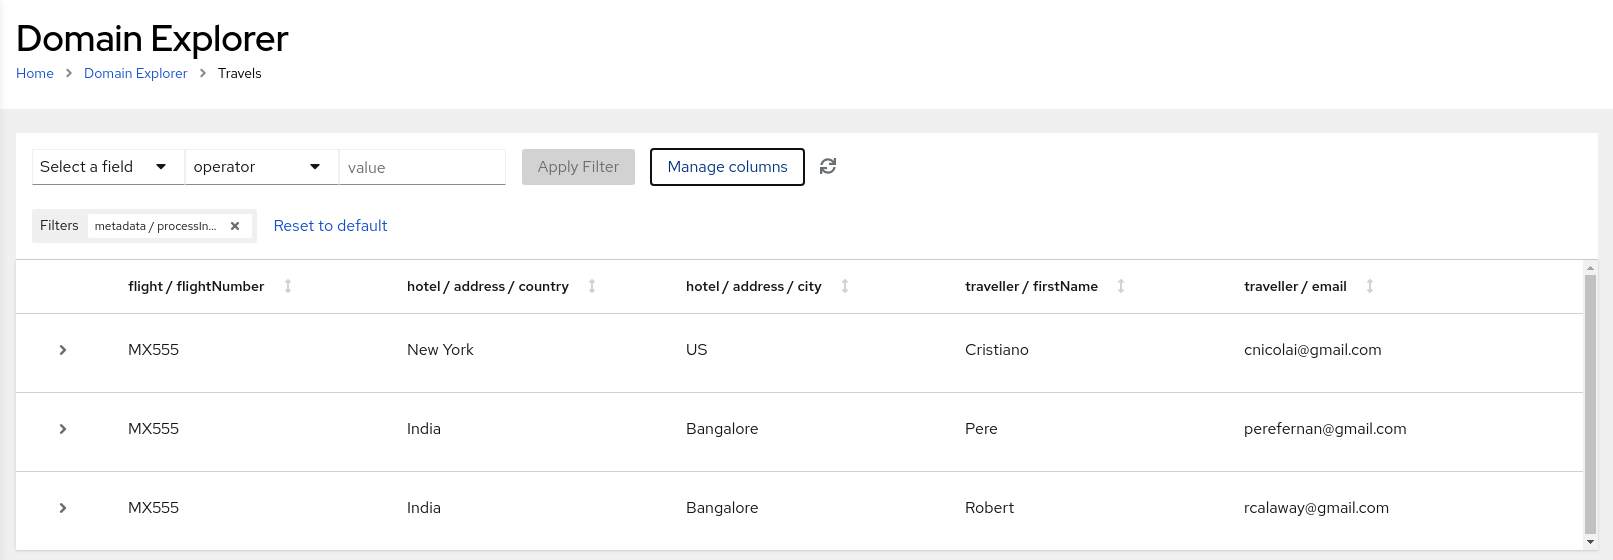 Domain Explorer
Home > Domain Explorer > Travels
Select a field operator value Apply Filter Manage columns
Filters metadata / processIn... Reset to default
flight / flightNumber hotel / address / country hotel / address / city traveller / firstName traveller / email
MX555 New York US Cristiano cnicolai@gmail.com
MX555 India Bangalore Pere perefernan@gmail.com
MX555 India Bangalore Robert rcalaway@gmail.com